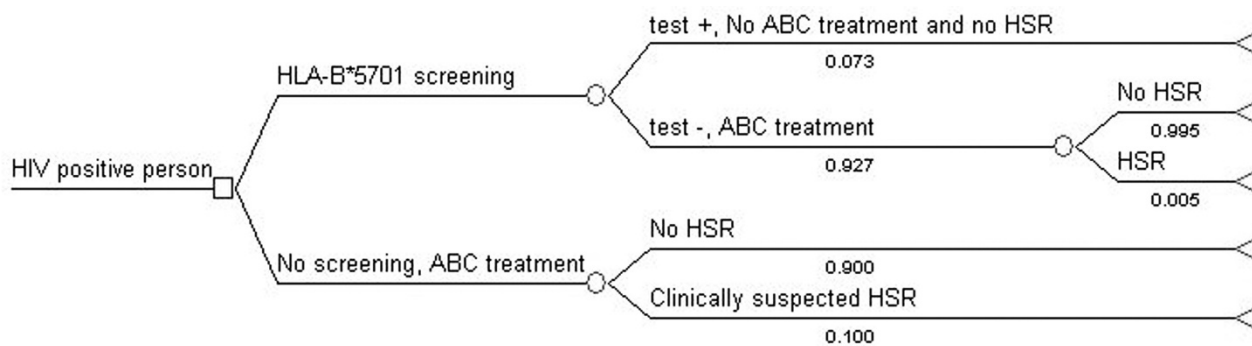 test +, No ABC treatment and no HSR
0.073
HLA-B*5701 screening
No HSR
0.995
test -, ABC treatment
0.927
HSR
0.005
HIV positive person
No HSR
0.900
No screening, ABC treatment
Clinically suspected HSR
0.100